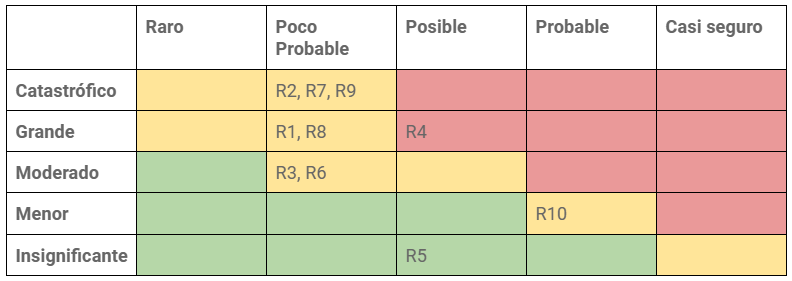 Raro
Poco
Probable
Posible
Probable
Casi seguro
Catastrófico
R2, R7, R9
Grande
R1, R8
R4
Moderado
R3, R6
Menor
R10
Insignificante
R5